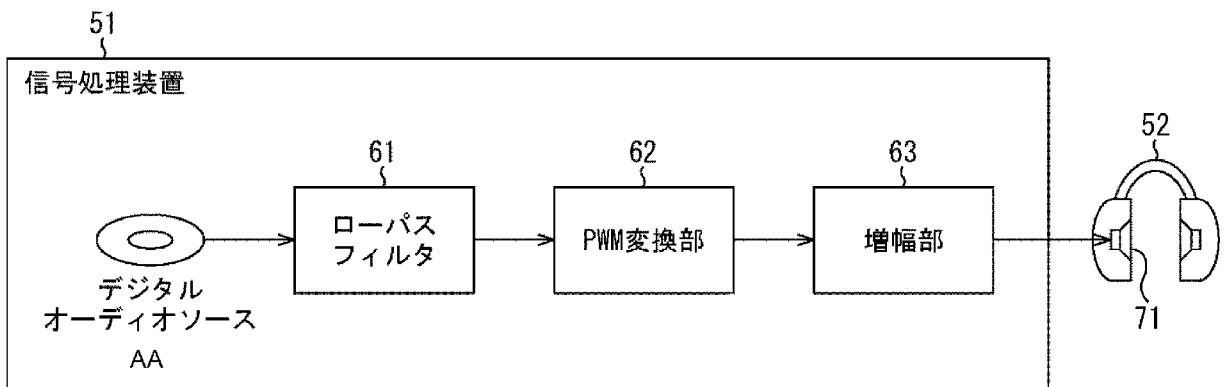 51
信号処理装置
61
62
63
52
ローパス
フィルタ
PWM変換部
増幅部
デジタル
オーディオソース
AA
71